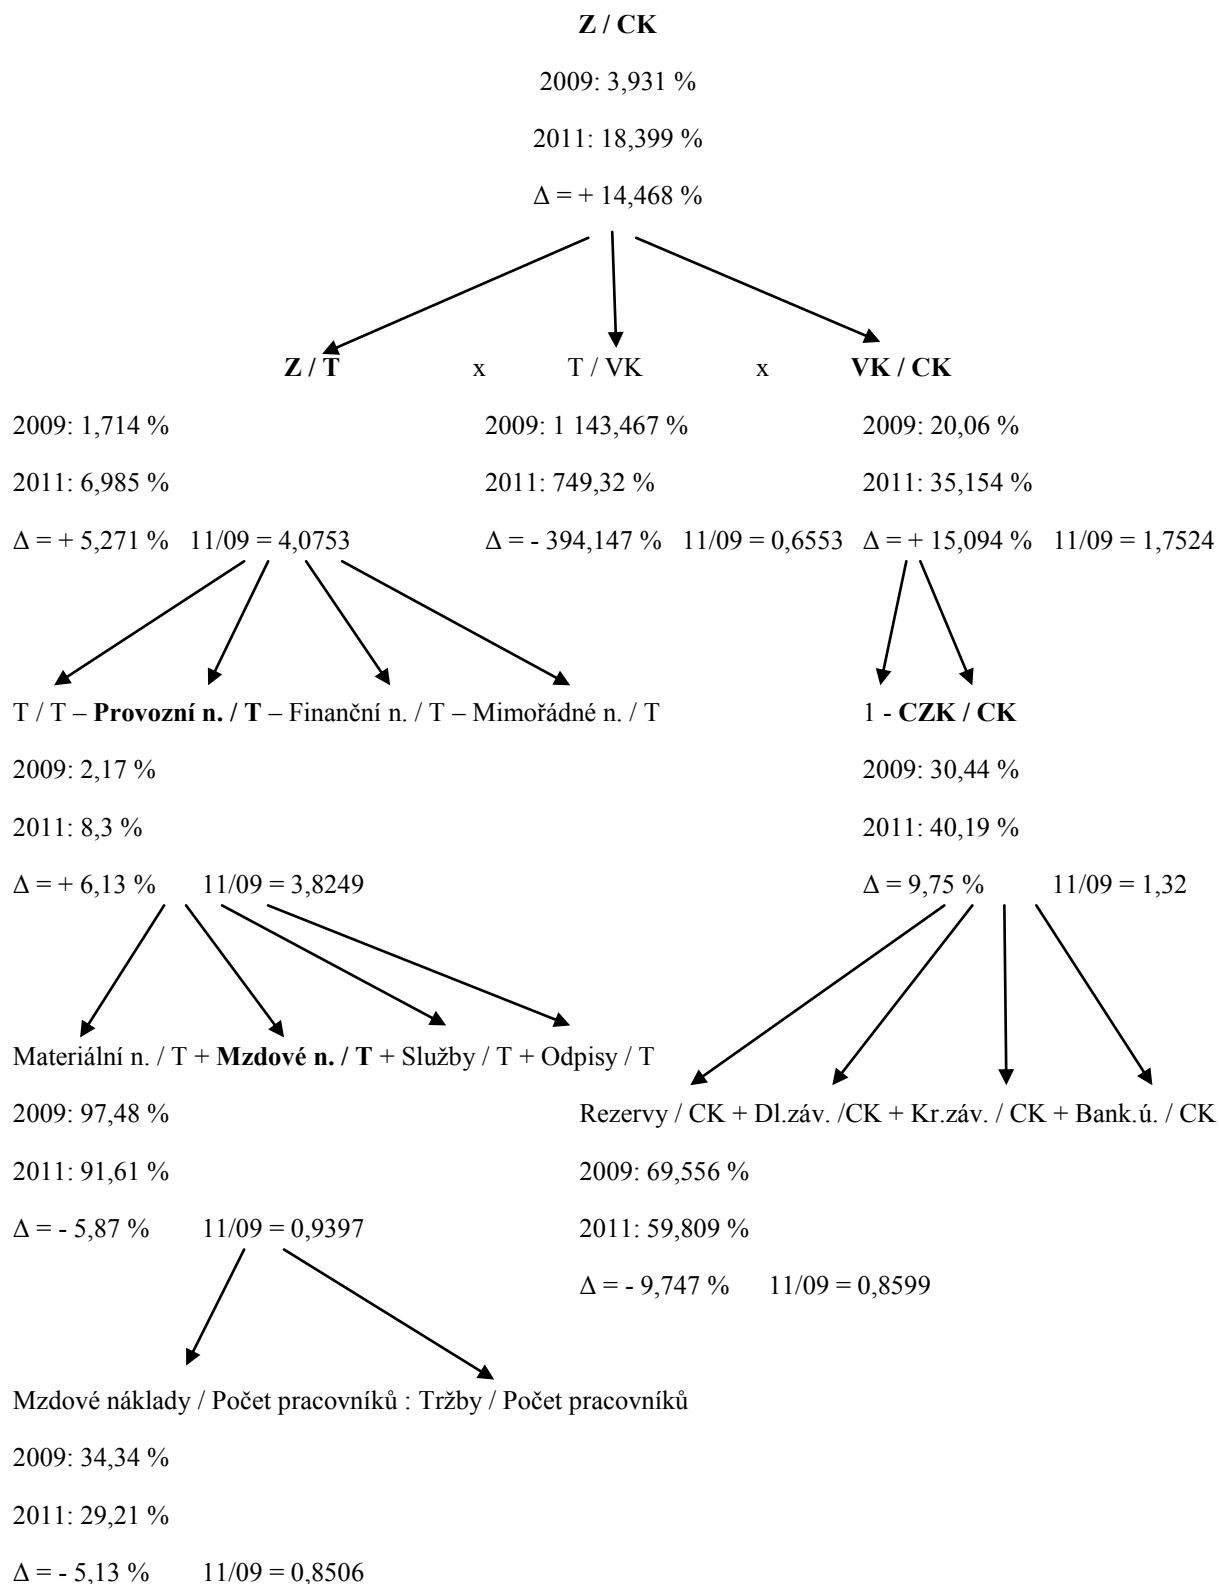 Z / CK
2009: 3,931 %
2011: 18,399 %
Δ = + 14,468 %
Z / T x T / VK x VK / CK
2009: 1,714 % 2009: 1 143,467 % 2009: 20,06 %
2011: 6,985 % 2011: 749,32 % 2011: 35,154 %
Δ = + 5,271 % 11/09 = 4,0753 Δ = - 394,147 % 11/09 = 0,6553 Δ = + 15,094 % 11/09 = 1,7524
T / T – Provozní n. / T – Finanční n. / T – Mimořádné n. / T 1 - CZK / CK
2009: 2,17 % 2009: 30,44 %
2011: 8,3 % 2011: 40,19 %
Δ = + 6,13 % 11/09 = 3,8249 Δ = 9,75 % 11/09 = 1,32
Materiální n. / T + Mzdové n. / T + Služby / T + Odpisy / T
2009: 97,48 % Rezervy / CK + Dl.záv. /CK + Kr.záv. / CK + Bank.ú. / CK
2011: 91,61 % 2009: 69,556 %
Δ = - 5,87 % 11/09 = 0,9397 2011: 59,809 %
Δ = - 9,747 % 11/09 = 0,8599
Mzdové náklady / Počet pracovníků : Tržby / Počet pracovníků
2009: 34,34 %
2011: 29,21 %
Δ = - 5,13 % 11/09 = 0,8506